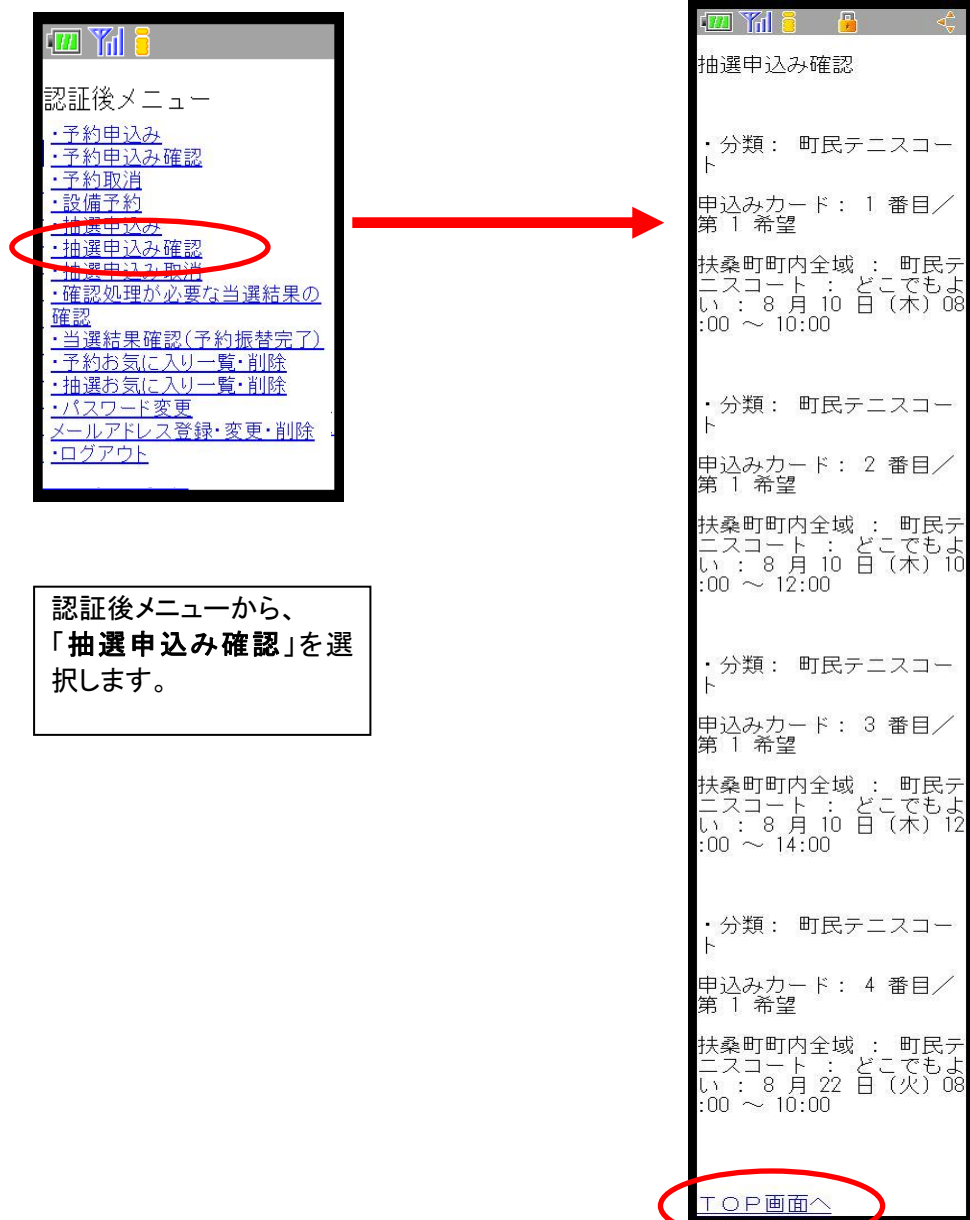 認証後メニュー
・予約申込み
・予約申込み確認
・予約取消
・設備予約
・抽選申込み
・抽選申込み確認
・抽選申込み取消
・確認処理が必要な当選結果の
確認
・当選結果確認(予約振替完了)
・予約お気に入り一覧・削除
・抽選お気に入り一覧・削除
・パスワード変更
メールアドレス登録・変更・削除
・ログアウト
認証後メニューから、
「抽選申込み確認」を選
択します。
抽選申込み確認
・分類： 町民テニスコー
ト
申込みカード： 1 番目／
第 1 希望
扶桑町町内全域 ： 町民テ
ニスコート ： どこでもよ
い ： 8 月 10 日（木）08
:00 ～ 10:00
・分類： 町民テニスコー
ト
申込みカード： 2 番目／
第 1 希望
扶桑町町内全域 ： 町民テ
ニスコート ： どこでもよ
い ： 8 月 10 日（木）10
:00 ～ 12:00
・分類： 町民テニスコー
ト
申込みカード： 3 番目／
第 1 希望
扶桑町町内全域 ： 町民テ
ニスコート ： どこでもよ
い ： 8 月 10 日（木）12
:00 ～ 14:00
・分類： 町民テニスコー
ト
申込みカード： 4 番目／
第 1 希望
扶桑町町内全域 ： 町民テ
ニスコート ： どこでもよ
い ： 8 月 22 日（火）08
:00 ～ 10:00
ＴＯＰ画面へ